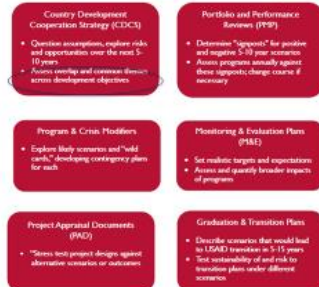 Country Development
Cooperation Strategy (CDCS)
• Question assumptions, explore risks
and opportunities over the next 5-
10 years
• Assess overlap and common themes
across development objectives
Portfolio and Performance
Reviews (PMP)
• Determine "signposts" for positive
and negative 5-10 year scenarios
• Assess programs annually against
these signposts; change course if
necessary
Program & Crisis Modifiers
• Explore likely scenarios and "wild
cards," developing contingency plans
for each
Monitoring & Evaluation Plans
(M&E)
• Set realistic targets and expectations
• Assess and quantify broader impacts
of programs
Project Appraisal Documents
(PAD)
• "Stress test project designs against
alternative scenarios or outcomes
Graduation & Transition Plans
• Describe scenarios that would lead
to USAID transition in 5-15 years
• Test sustainability of and risk to
transition plans under different
scenarios